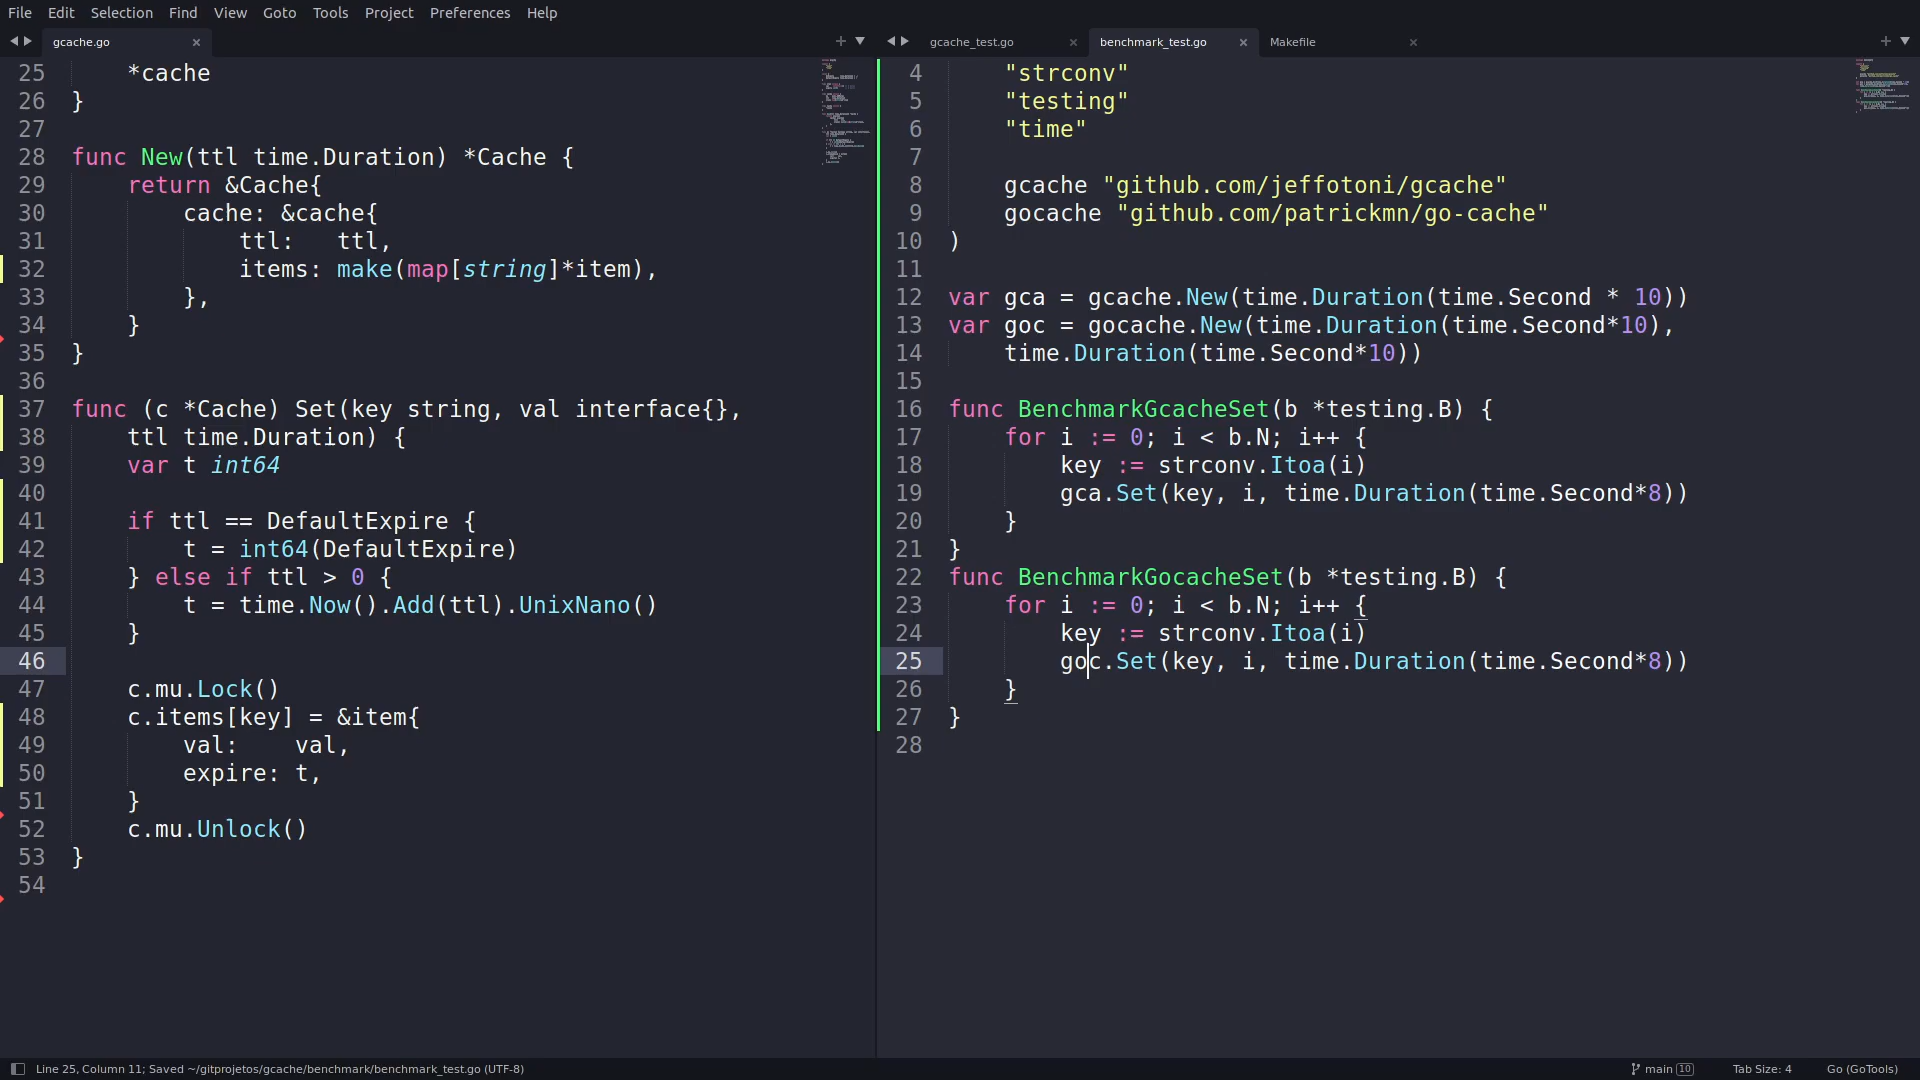 File Edit Selection Find View Goto Tools Project Preferences Help
gcache.go
gcache_test.go benchmark_test.go Makefile
25 *cache
26 }
27
28 func New(ttl time.Duration) *Cache {
29 return &Cache{
30 cache: &cache{
31 ttl: ttl,
32 items: make(map[string]*item),
33 },
34 }
35 }
36
37 func (c *Cache) Set(key string, val interface{},
38 ttl time.Duration) {
39 var t int64
40
41 if ttl == DefaultExpire {
42 t = int64(DefaultExpire)
43 } else if ttl > 0 {
44 t = time.Now().Add(ttl).UnixNano()
45 }
46
47 c.mu.Lock()
48 c.items[key] = &item{
49 val: val,
50 expire: t,
51 }
52 c.mu.Unlock()
53 }
54
4 "strconv"
5 "testing"
6 "time"
7
8 gcache "github.com/jeffotoni/gcache"
9 gocache "github.com/patrickmn/go-cache"
10 )
11
12 var gca = gcache.New(time.Duration(time.Second * 10))
13 var goc = gocache.New(time.Duration(time.Second*10),
14 time.Duration(time.Second*10))
15
16 func BenchmarkGcacheSet(b *testing.B) {
17 for i := 0; i < b.N; i++ {
18 key := strconv.Itoa(i)
19 gca.Set(key, i, time.Duration(time.Second*8))
20 }
21 }
22 func BenchmarkGocacheSet(b *testing.B) {
23 for i := 0; i < b.N; i++ {
24 key := strconv.Itoa(i)
25 goc.Set(key, i, time.Duration(time.Second*8))
26 }
27 }
28
Line 25, Column 11; Saved ~/gitprojetos/gcache/benchmark/benchmark_test.go (UTF-8)
main 10 Tab Size: 4 Go (GoTools)